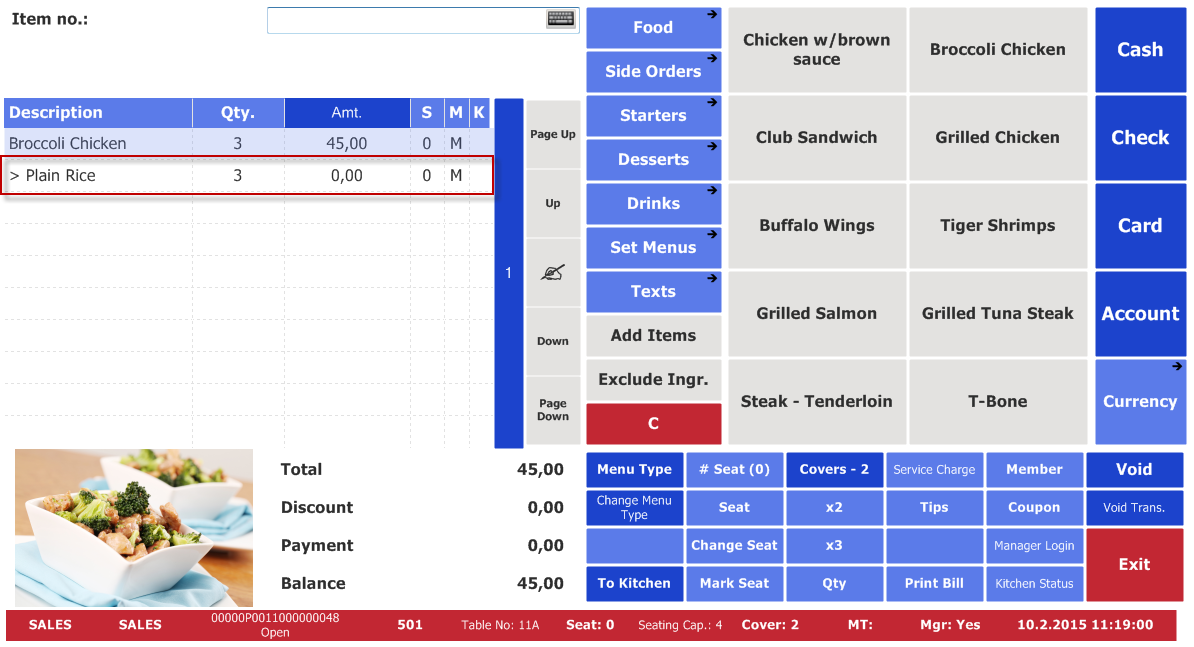 Item no.:
Description Qty. Amt. S M K
Broccoli Chicken 3 45,00 0 M
> Plain Rice 3 0,00 0 M
1
Page Up
Up
Down
Page
Down
Food
Side Orders
Starters
Desserts
Drinks
Set Menus
Texts
Add Items
Exclude Ingr.
C
Chicken w/brown
sauce
Broccoli Chicken
Club Sandwich
Grilled Chicken
Buffalo Wings
Tiger Shrimps
Grilled Salmon
Grilled Tuna Steak
Steak - Tenderloin
T-Bone
Cash
Check
Card
Account
Currency
Total 45,00
Discount 0,00
Payment 0,00
Balance 45,00
Menu Type # Seat (0) Covers - 2 Service Charge Member Void
Change Menu
Type
Seat x2 Tips Coupon Void Trans.
Change Seat x3 Manager Login
Exit
To Kitchen Mark Seat Qty Print Bill Kitchen Status
SALES SALES
00000P0011000000048
Open
501 Table No: 11A Seat: 0 Seating Cap.: 4 Cover: 2 MT: Mgr: Yes 10.2.2015 11:19:00